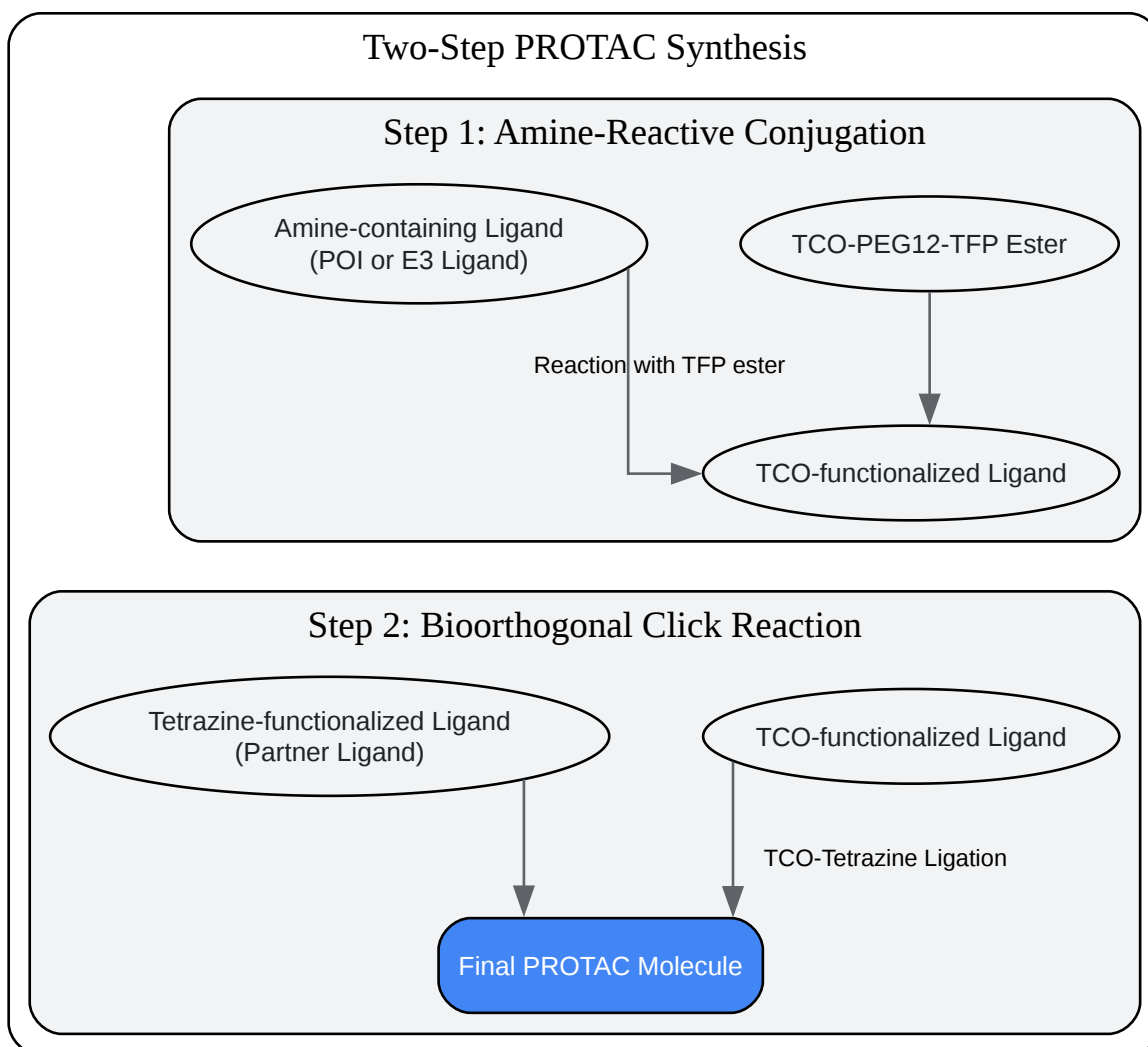 Two-Step PROTAC Synthesis
Step 1: Amine-Reactive Conjugation
Amine-containing Ligand
(POI or E3 Ligand)
TCO-PEG12-TFP Ester
Reaction with TFP ester
TCO-functionalized Ligand
Step 2: Bioorthogonal Click Reaction
Tetrazine-functionalized Ligand
(Partner Ligand)
TCO-functionalized Ligand
TCO-Tetrazine Ligation
Final PROTAC Molecule